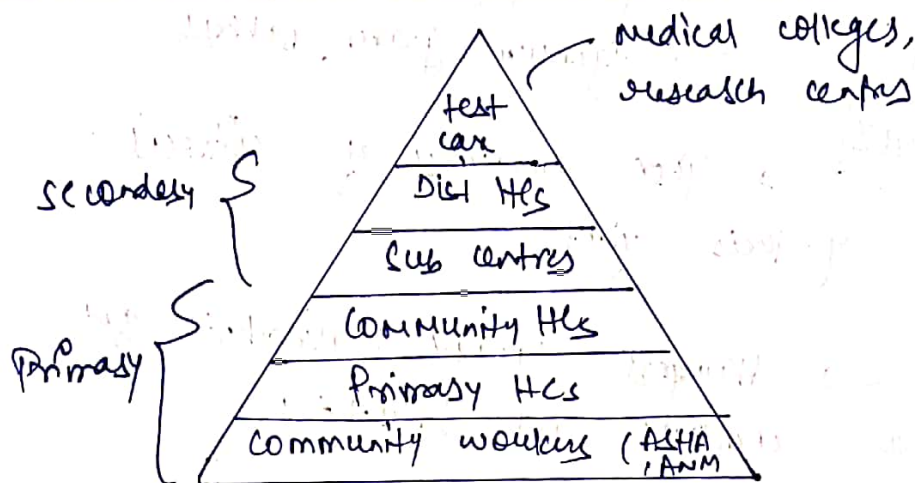 medical colleges,
research centres
test
care
Dist HCs
secondary
Sub centres
Community HCs
Primary HCs
Primary
Community workers (ASHA
, ANM